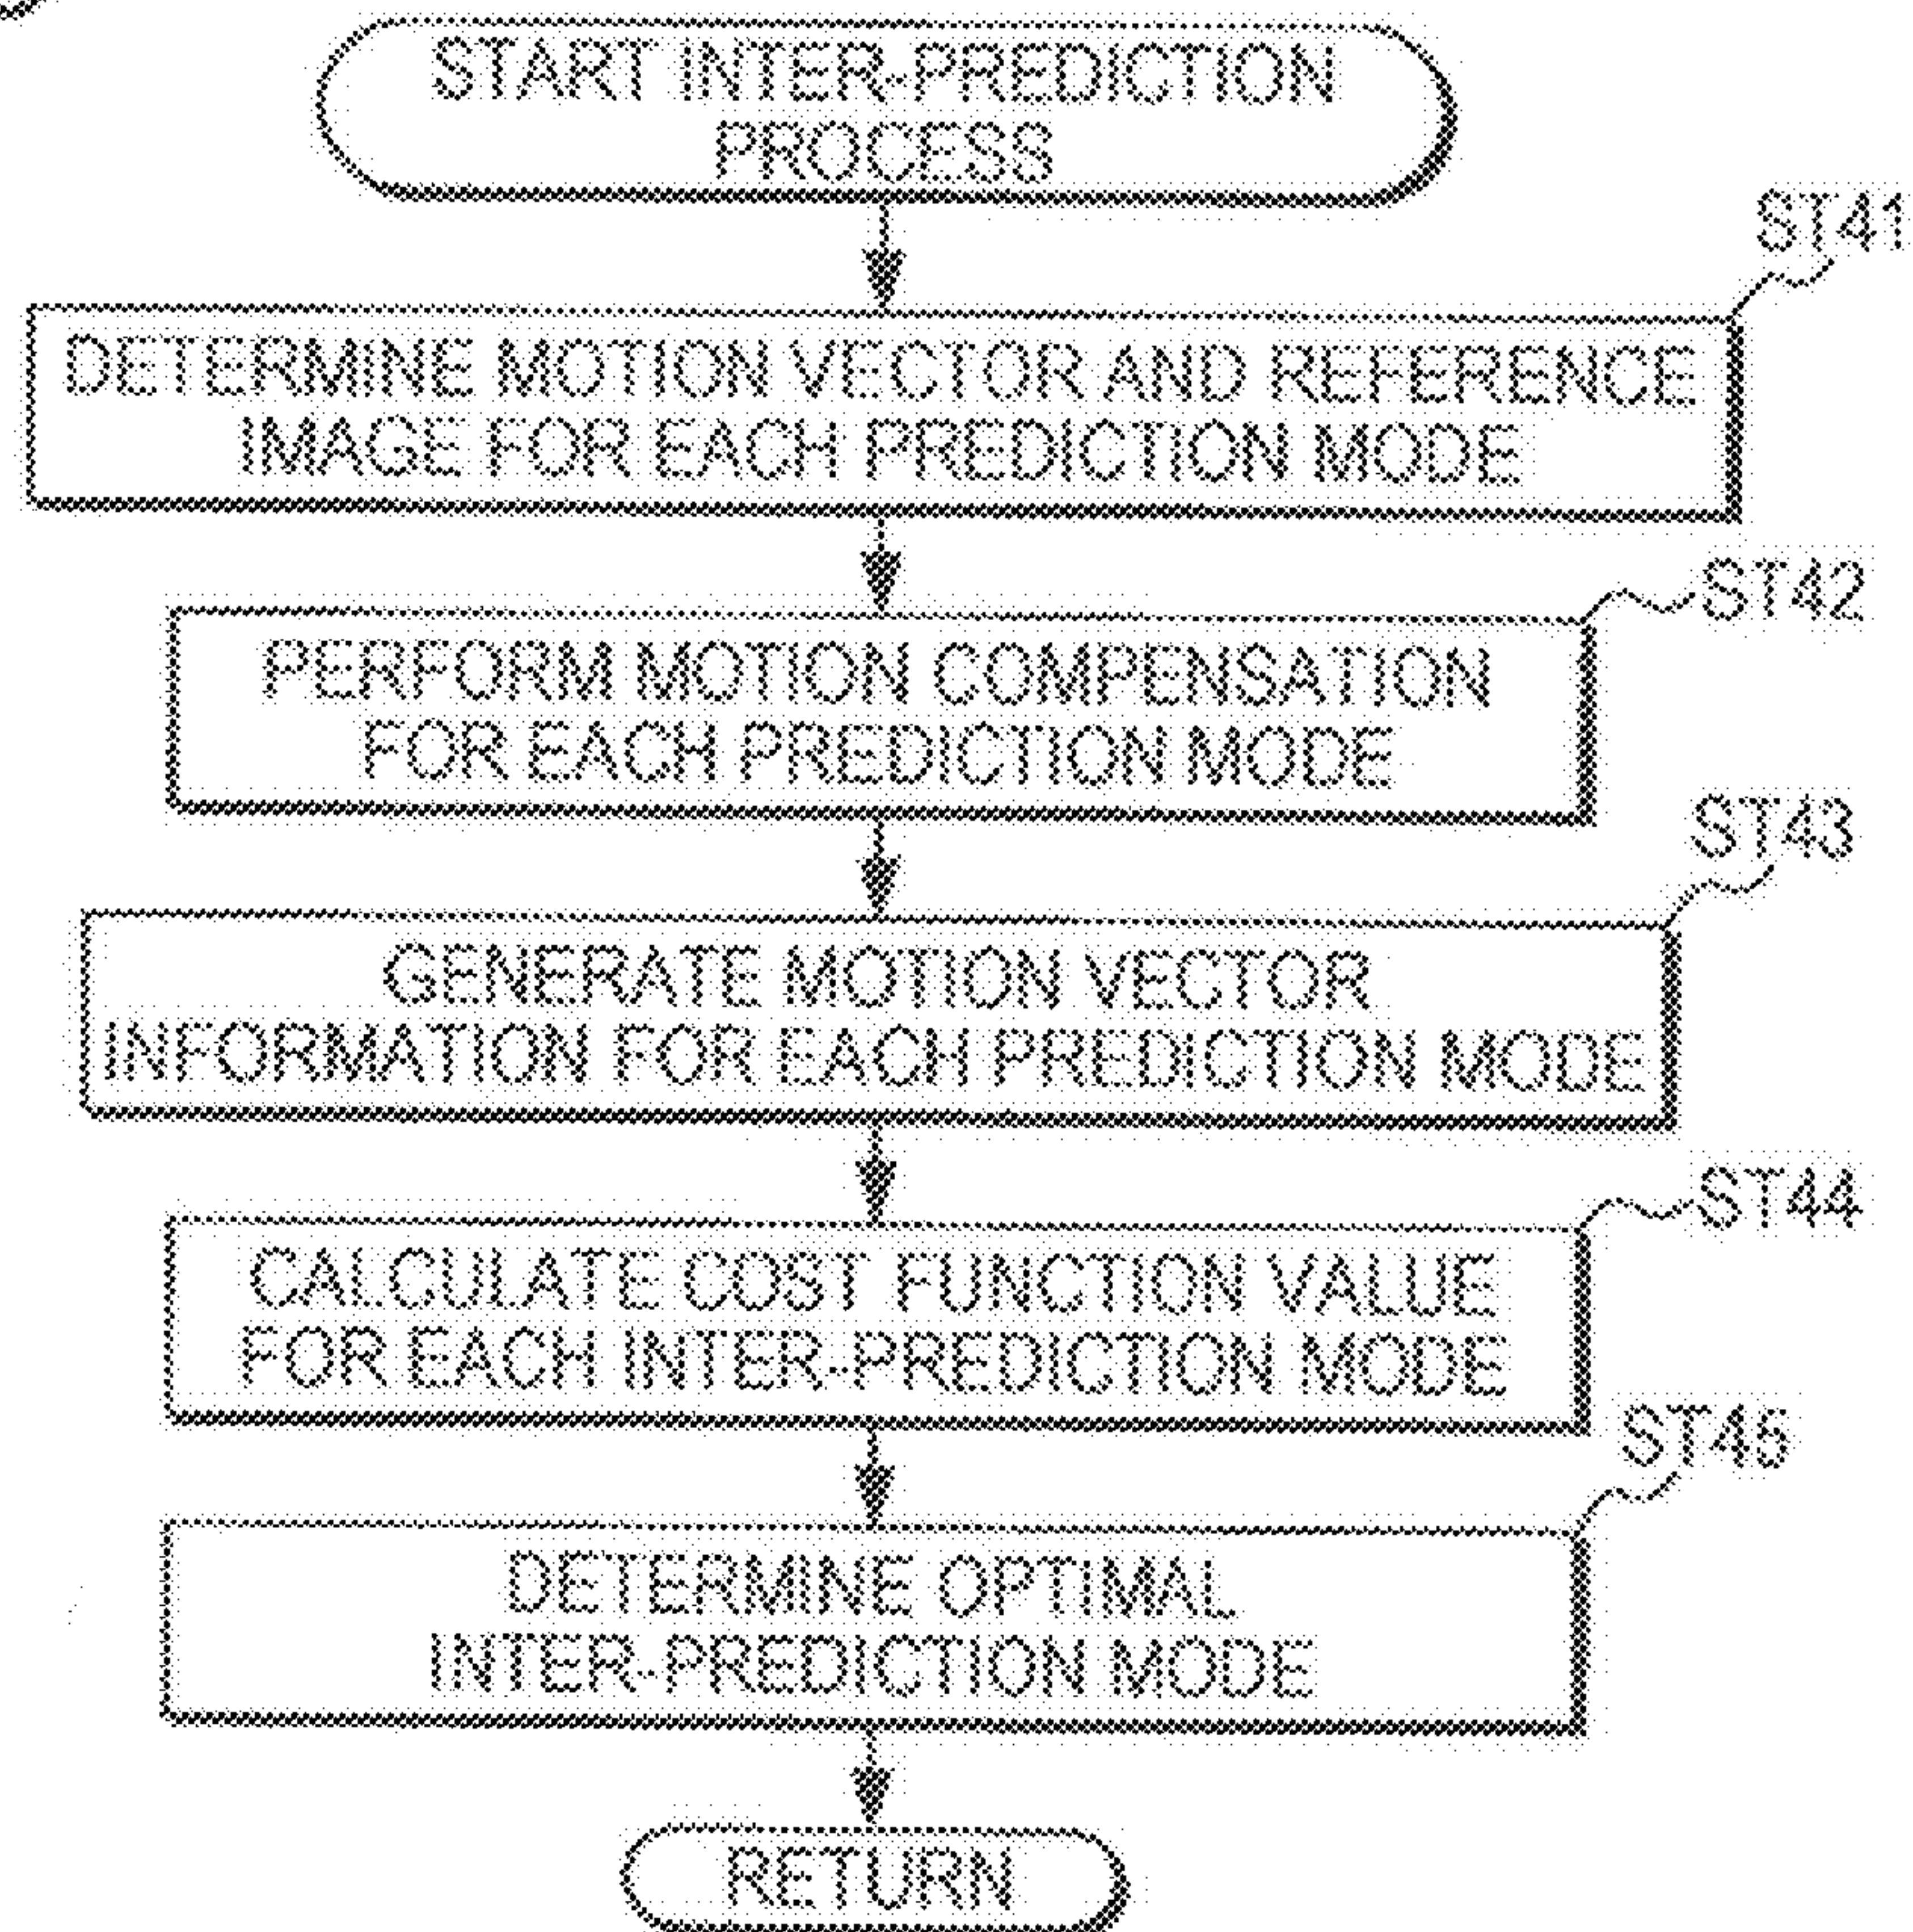 START INTER-PREDICTION
PROCESS
ST41
DETERMINE MOTION VECTOR AND REFERENCE
IMAGE FOR EACH PREDICTION MODE
ST42
PERFORM MOTION COMPENSATION
FOR EACH PREDICTION MODE
ST43
GENERATE MOTION VECTOR
INFORMATION FOR EACH PREDICTION MODE
ST44
CALCULATE COST FUNCTION VALUE
FOR EACH INTER-PREDICTION MODE
ST45
DETERMINE OPTIMAL
INTER-PREDICTION MODE
RETURN